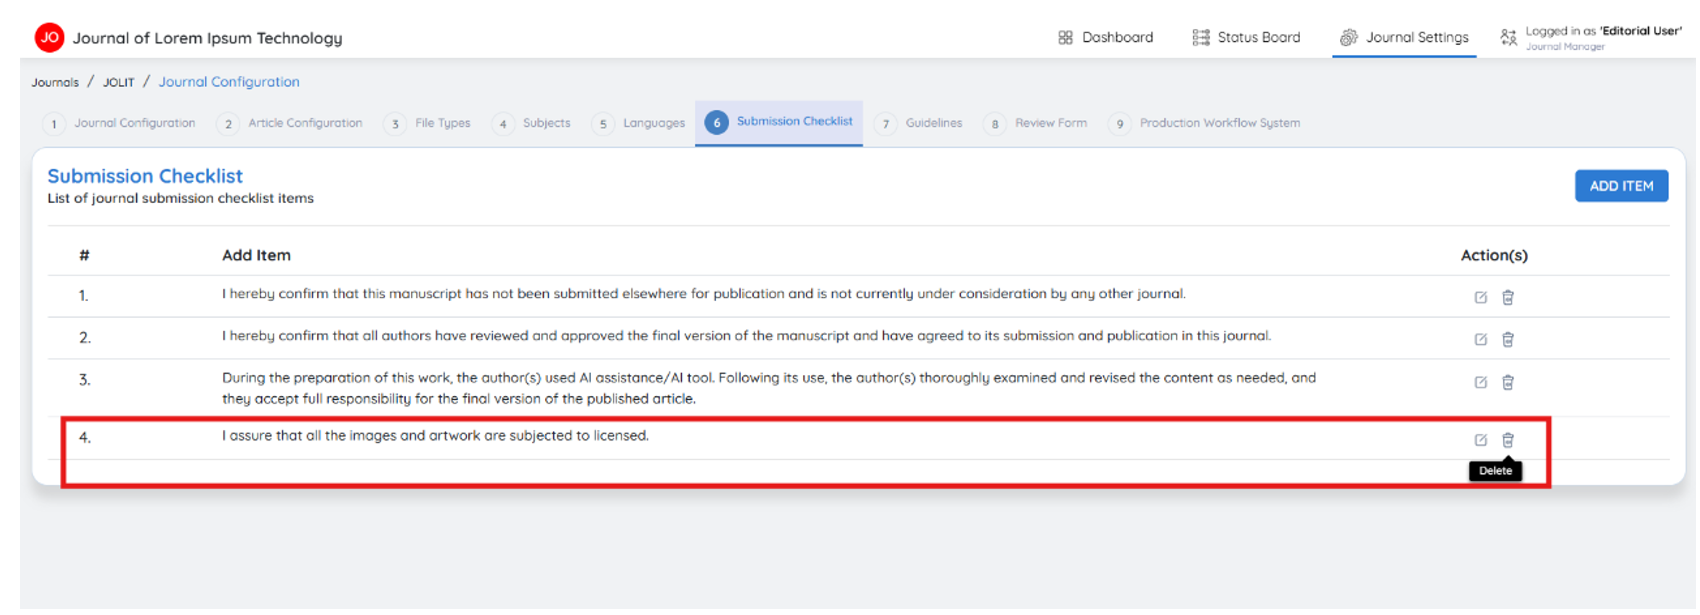 JO Journal of Lorem Ipsum Technology
Dashboard
Status Board
Journal Settings
Logged in as 'Editorial User'
Journal Manager
Journals / JOLIT / Journal Configuration
1 Journal Configuration 2 Article Configuration 3 File Types 4 Subjects 5 Languages 6 Submission Checklist 7 Guidelines 8 Review Form 9 Production Workflow System
Submission Checklist
List of journal submission checklist items
ADD ITEM
# Add Item Action(s)
1. I hereby confirm that this manuscript has not been submitted elsewhere for publication and is not currently under consideration by any other journal.
2. I hereby confirm that all authors have reviewed and approved the final version of the manuscript and have agreed to its submission and publication in this journal.
3. During the preparation of this work, the author(s) used AI assistance/AI tool. Following its use, the author(s) thoroughly examined and revised the content as needed, and
they accept full responsibility for the final version of the published article.
4. I assure that all the images and artwork are subjected to licensed.
Delete